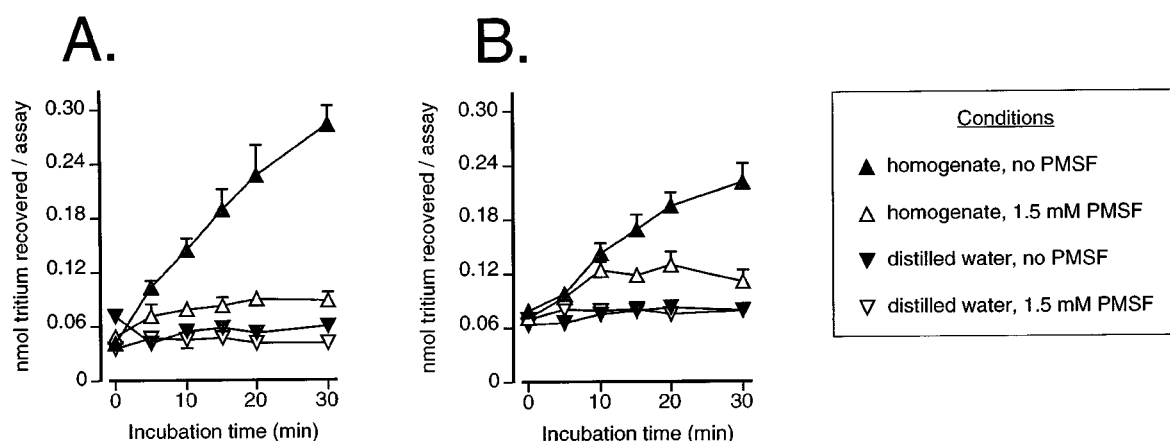 A.
nmol tritium recovered / assay
0.30
0.24
0.18
0.12
0.06
0
0
10
20
30
Incubation time (min)
B.
nmol tritium recovered / assay
0.30
0.24
0.18
0.12
0.06
0
0
10
20
30
Incubation time (min)
Conditions
homogenate, no PMSF
homogenate, 1.5 mM PMSF
distilled water, no PMSF
distilled water, 1.5 mM PMSF